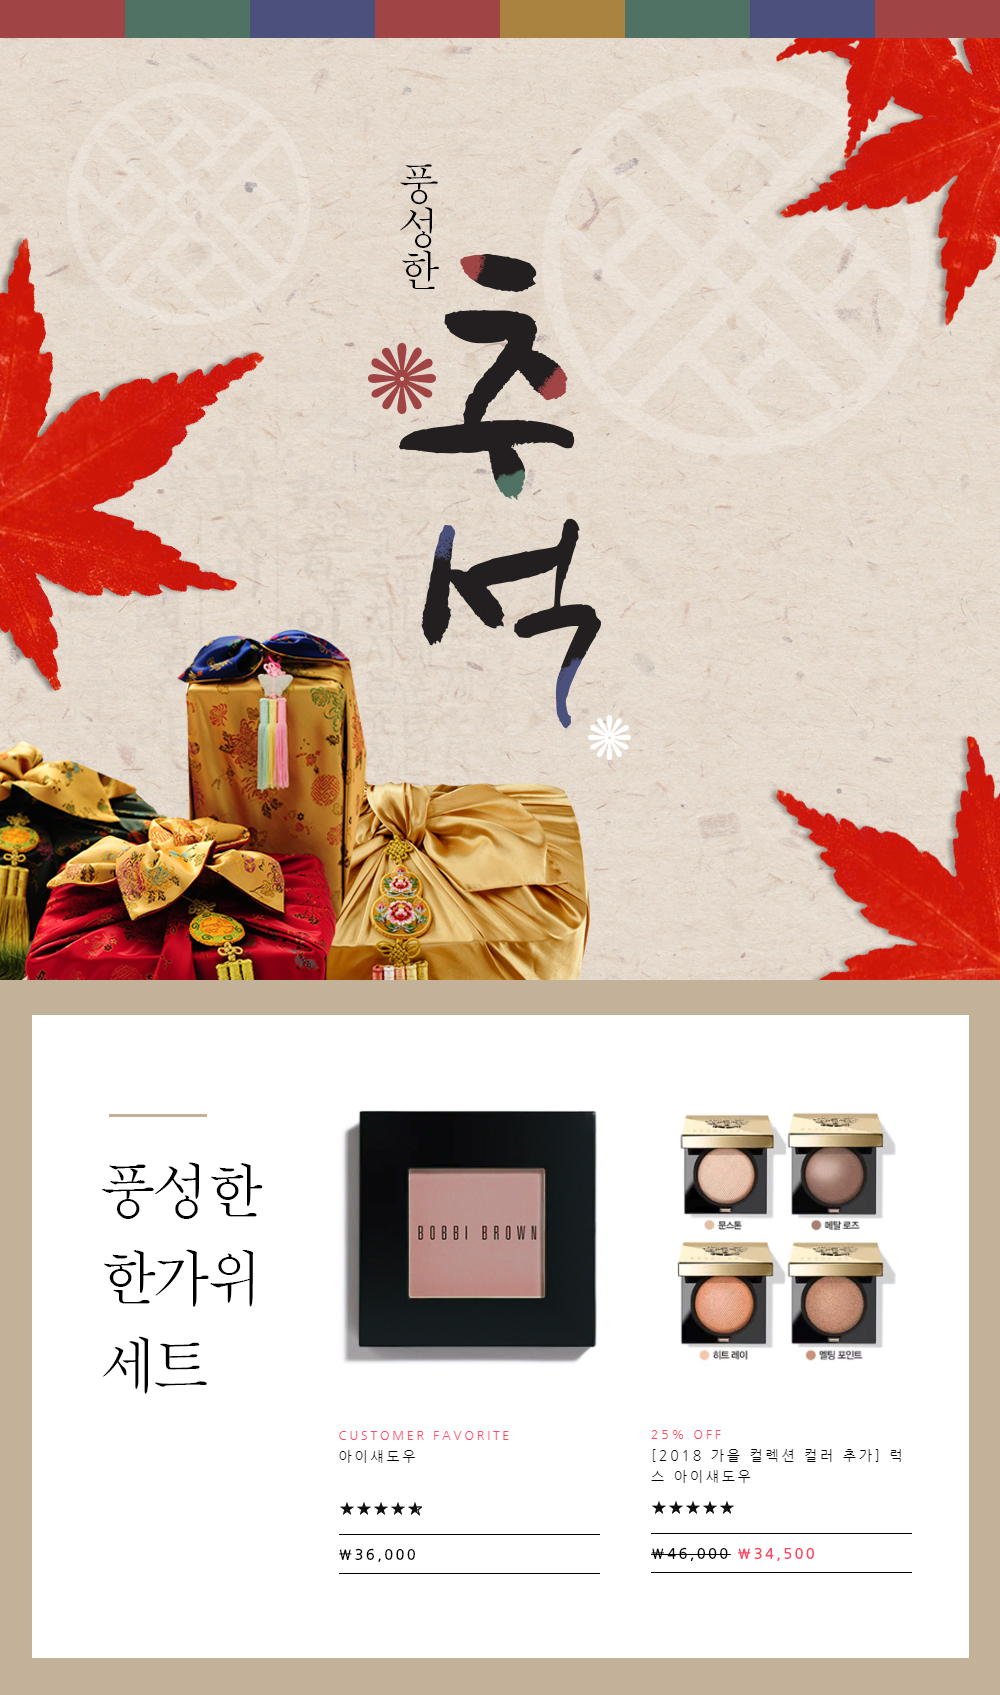 풍성한
추석
풍성한
한가위
세트
BOBBI BROWN
문스톤
메탈 로즈
히트 레이
멜팅 포인트
CUSTOMER FAVORITE
아이섀도우
★★★★⯪
₩36,000
25% OFF
[2018 가을 컬렉션 컬러 추가] 럭
스 아이섀도우
★★★★★
₩46,000 ₩34,500